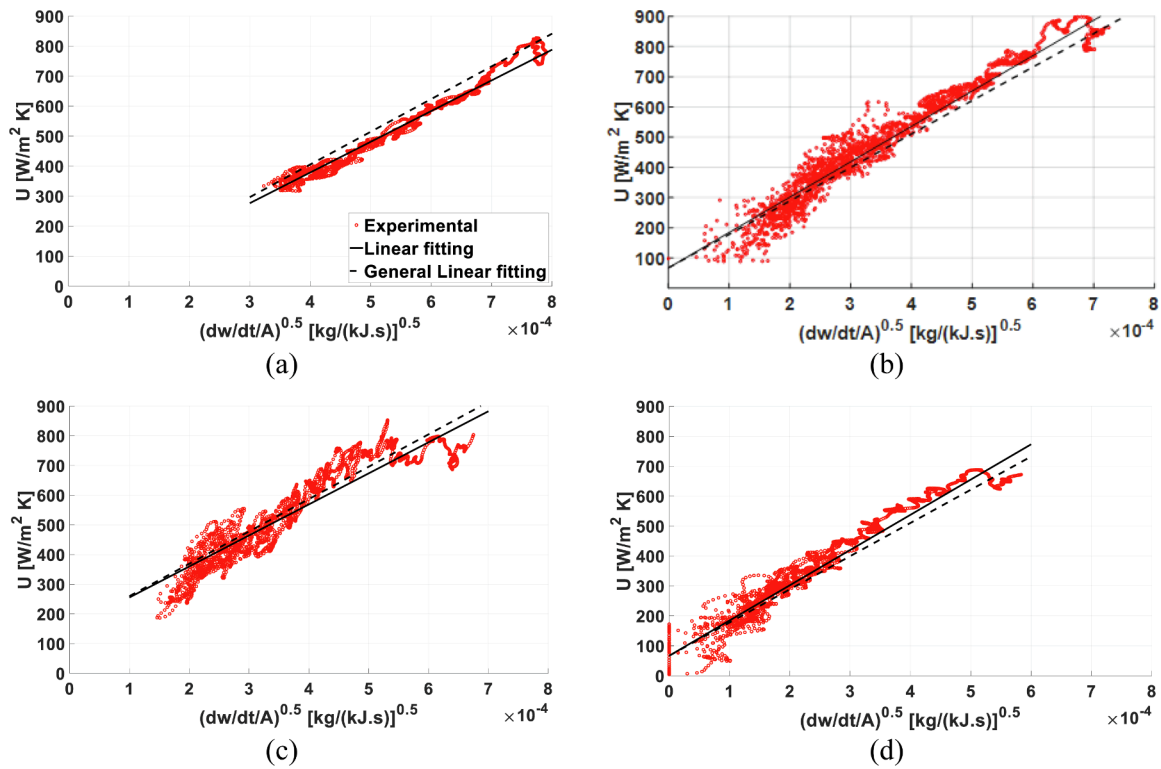 900
800
700
600
500
400
300
200
100
0
U [W/m² K]
Experimental
Linear fitting
General Linear fitting
0 1 2 3 4 5 6 7 8
(dw/dt/A)^0.5 [kg/(kJ.s)]^0.5
×10^-4
(a)
900
800
700
600
500
400
300
200
100
U [W/m² K]
0 1 2 3 4 5 6 7 8
(dw/dt/A)^0.5 [kg/(kJ.s)]^0.5
×10^-4
(b)
900
800
700
600
500
400
300
200
100
0
U [W/m² K]
0 1 2 3 4 5 6 7 8
(dw/dt/A)^0.5 [kg/(kJ.s)]^0.5
×10^-4
(c)
900
800
700
600
500
400
300
200
100
0
U [W/m² K]
0 1 2 3 4 5 6 7 8
(dw/dt/A)^0.5 [kg/(kJ.s)]^0.5
×10^-4
(d)